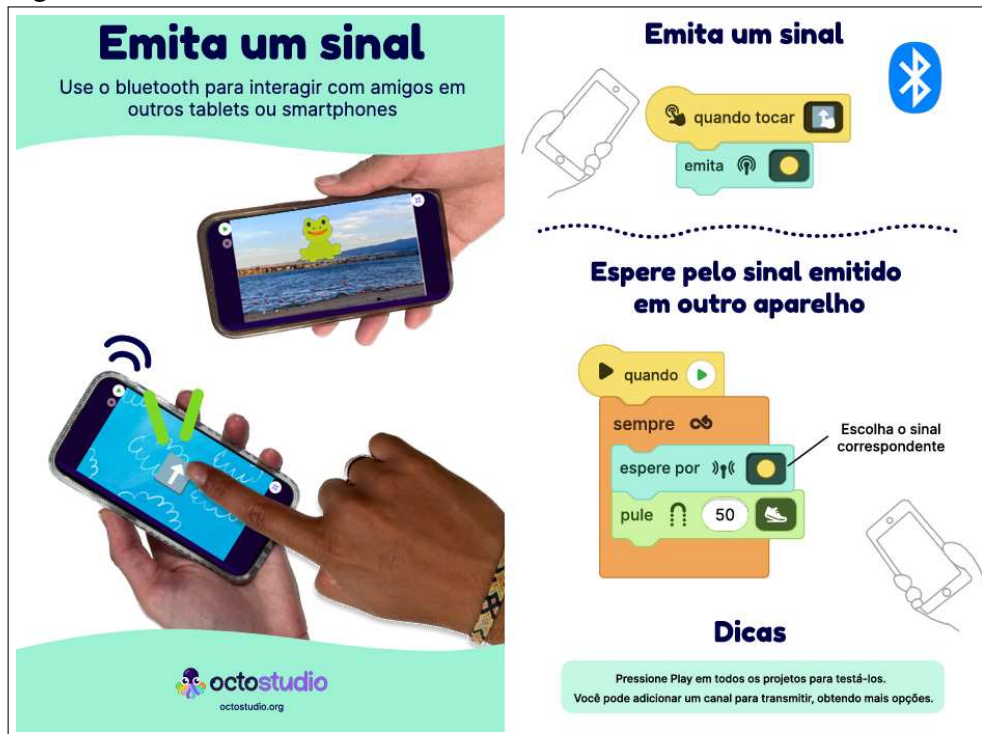 Emita um sinal
Use o bluetooth para interagir com amigos em
outros tablets ou smartphones
octostudio
octostudio.org
Emita um sinal
quando tocar
emita
Espere pelo sinal emitido
em outro aparelho
quando
sempre
espere por
pule 50
Escolha o sinal
correspondente
Dicas
Pressione Play em todos os projetos para testá-los.
Você pode adicionar um canal para transmitir, obtendo mais opções.